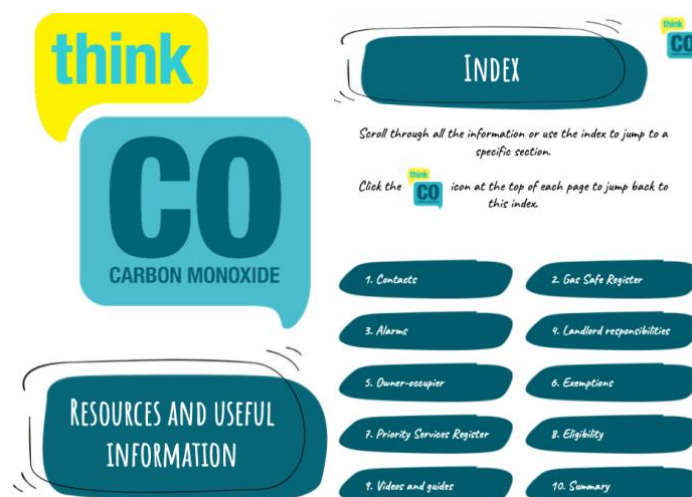 think
CO
CARBON MONOXIDE
RESOURCES AND USEFUL
INFORMATION
INDEX
think
CO
Scroll through all the information or use the index to jump to a
specific section.
Click the think CO icon at the top of each page to jump back to
this index.
1. Contacts
2. Gas Safe Register
3. Alarms
4. Landlord responsibilities
5. Owner-occupier
6. Exemptions
7. Priority Services Register
8. Eligibility
9. Videos and guides
10. Summary